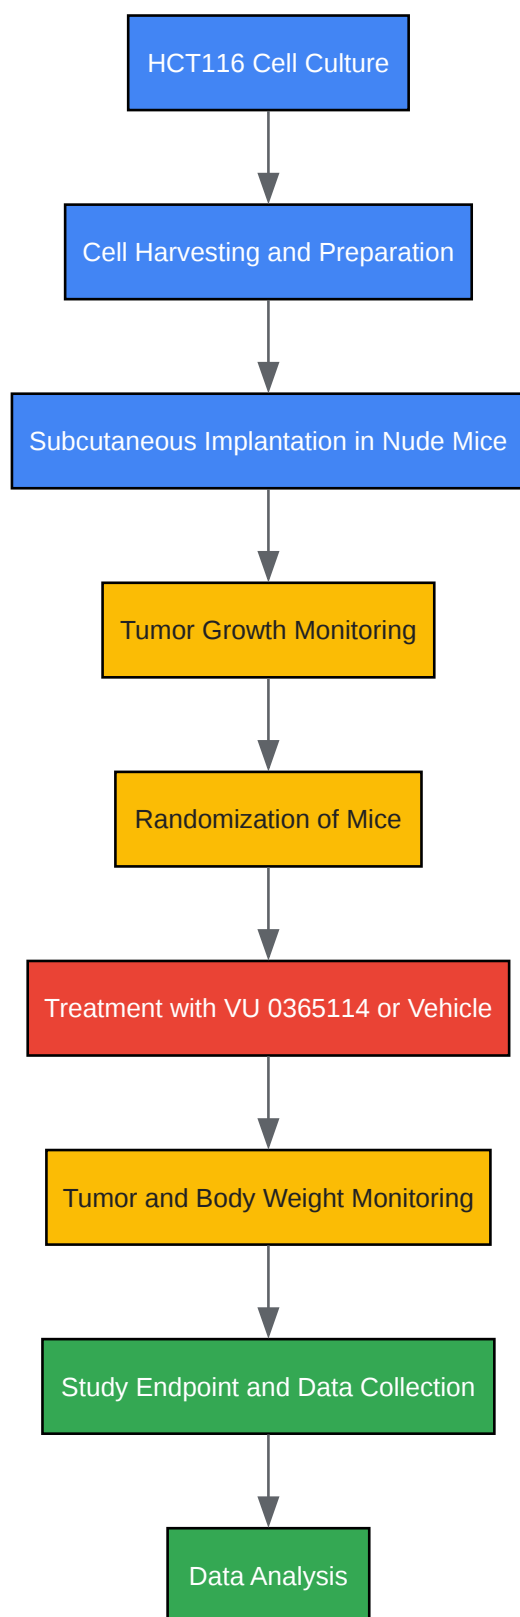 HCT116 Cell Culture
Cell Harvesting and Preparation
Subcutaneous Implantation in Nude Mice
Tumor Growth Monitoring
Randomization of Mice
Treatment with VU 0365114 or Vehicle
Tumor and Body Weight Monitoring
Study Endpoint and Data Collection
Data Analysis